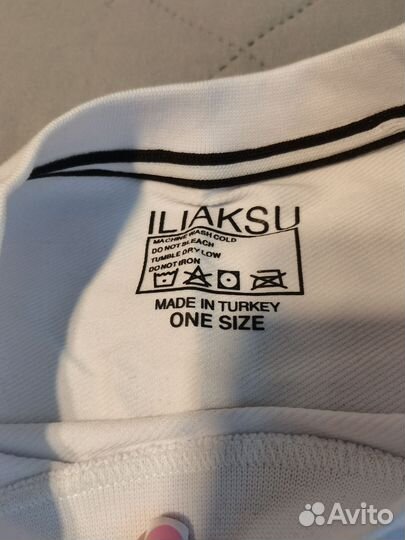 ILIAKSU
MACHINE WASH COLD
DO NOT BLEACH
TUMBLE DRY LOW
DO NOT IRON
MADE IN TURKEY
ONE SIZE
Avito